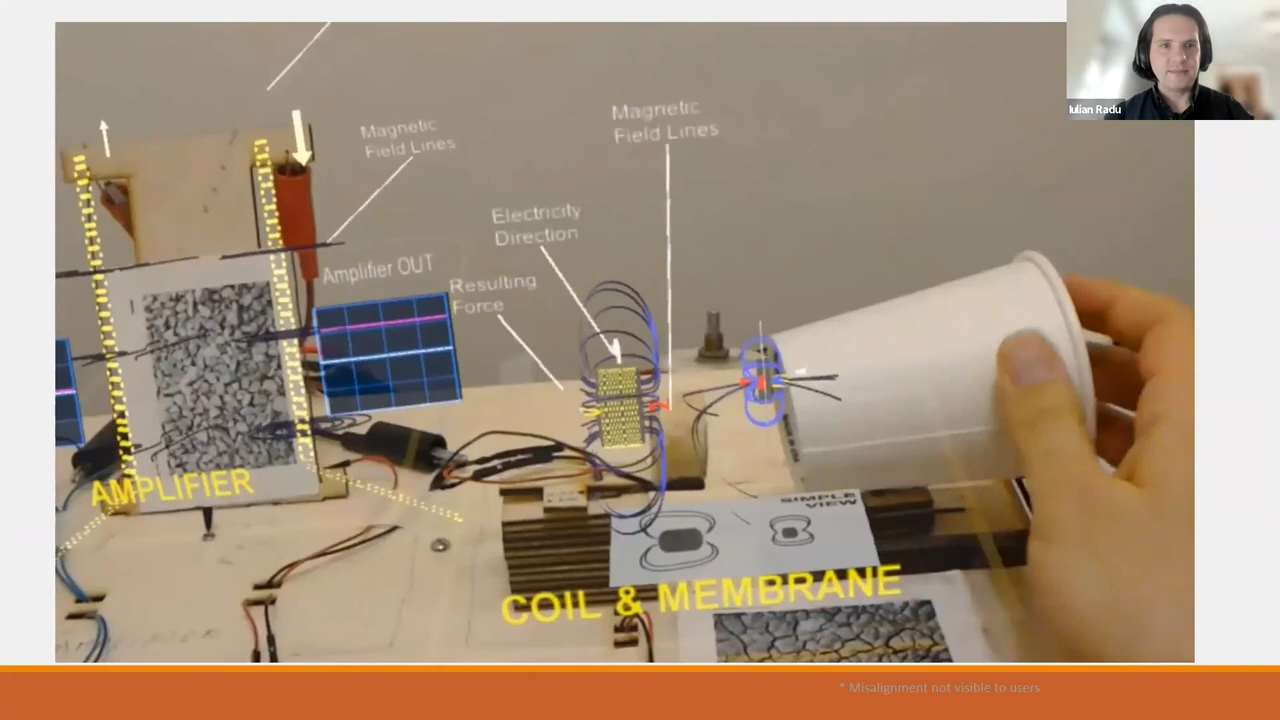 Iulian Radu
Magnetic
Field Lines
Magnetic
Field Lines
Electricity
Direction
Amplifier OUT
Resulting
Force
AMPLIFIER
SIMPLE
VIEW
COIL & MEMBRANE
* Misalignment not visible to users